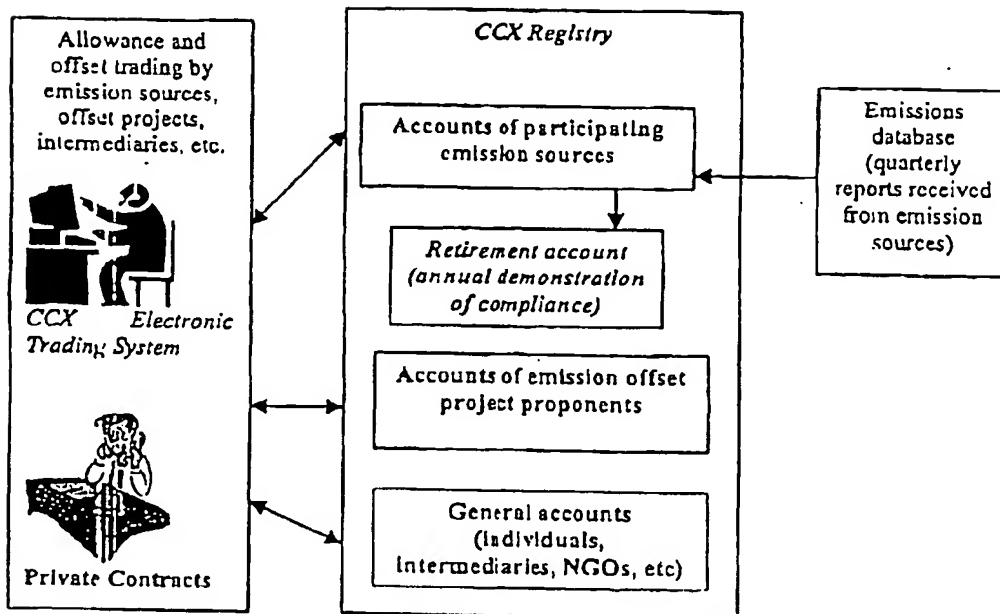 Allowance and
offset trading by
emission sources,
offset projects,
intermediaries, etc.
CCX Electronic
Trading System
Private Contracts
CCX Registry
Accounts of participating
emission sources
Retirement account
(annual demonstration
of compliance)
Accounts of emission offset
project proponents
General accounts
(individuals,
intermediaries, NGOs, etc)
Emissions
database
(quarterly
reports received
from emission
sources)